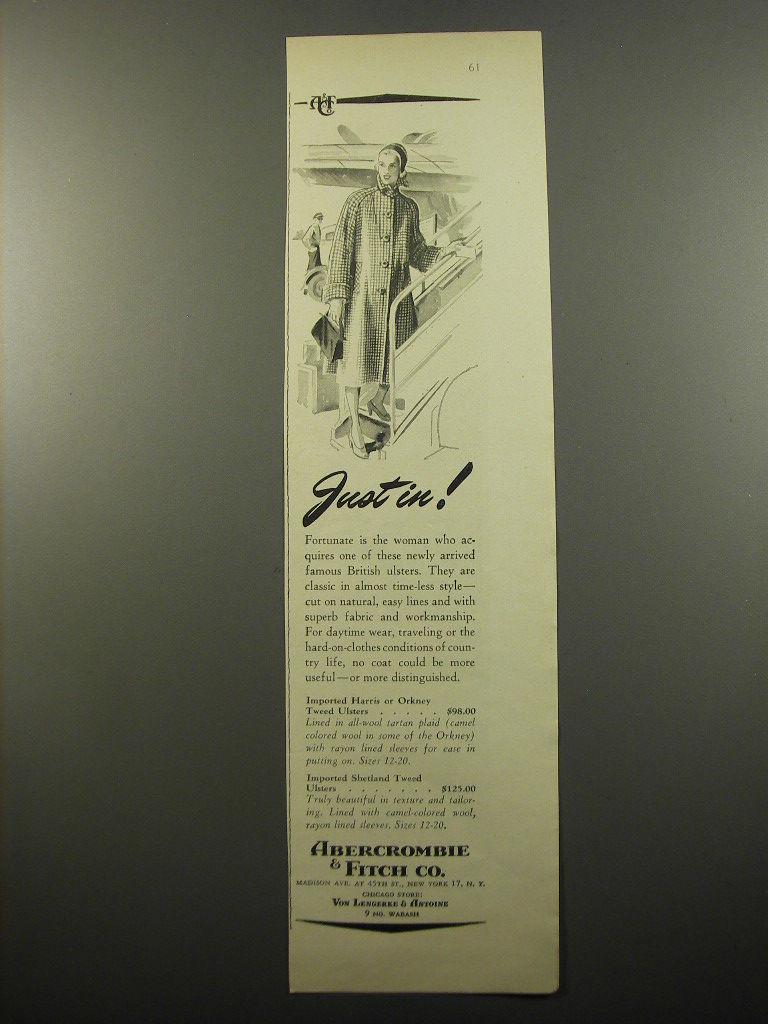 61
A&F Co
Just in!
Fortunate is the woman who ac-
quires one of these newly arrived
famous British ulsters. They are
classic in almost time-less style—
cut on natural, easy lines and with
superb fabric and workmanship.
For daytime wear, traveling or the
hard-on-clothes conditions of coun-
try life, no coat could be more
useful—or more distinguished.
Imported Harris or Orkney
Tweed Ulsters . . . . . $98.00
Lined in all-wool tartan plaid (camel
colored wool in some of the Orkney)
with rayon lined sleeves for ease in
putting on. Sizes 12-20.
Imported Shetland Tweed
Ulsters . . . . . . . $125.00
Truly beautiful in texture and tailor-
ing. Lined with camel-colored wool,
rayon lined sleeves. Sizes 12-20.
ABERCROMBIE
& FITCH CO.
MADISON AVE. AT 45TH ST., NEW YORK 17, N. Y.
CHICAGO STORE:
VON LENGERKE & ANTOINE
9 NO. WABASH